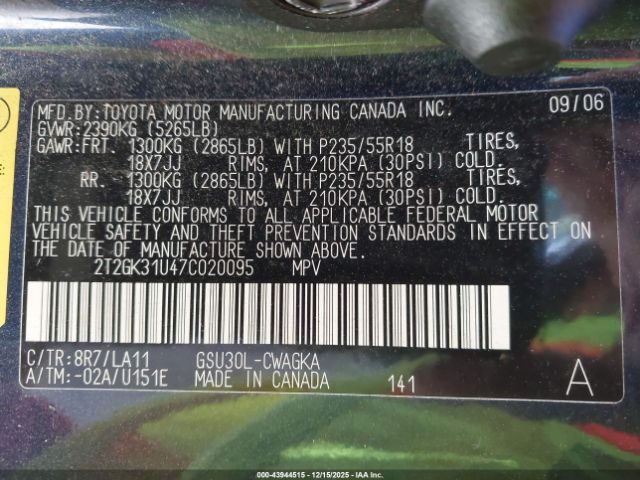 MFD.BY:TOYOTA MOTOR MANUFACTURING CANADA INC. 09/06
GVWR:2390KG (5265LB)
GAWR:FRT. 1300KG (2865LB) WITH P235/55R18 TIRES,
18X7JJ RIMS, AT 210KPA (30PSI) COLD.
RR. 1300KG (2865LB) WITH P235/55R18 TIRES,
18X7JJ RIMS, AT 210KPA (30PSI) COLD.
THIS VEHICLE CONFORMS TO ALL APPLICABLE FEDERAL MOTOR
VEHICLE SAFETY AND THEFT PREVENTION STANDARDS IN EFFECT ON
THE DATE OF MANUFACTURE SHOWN ABOVE.
2T2GK31U47C020095 MPV
C/TR:8R7/LA11 GSU30L-CWAGKA
A/TM:-02A/U151E MADE IN CANADA 141 A
000-43944515 - 12/15/2025 - IAA Inc.